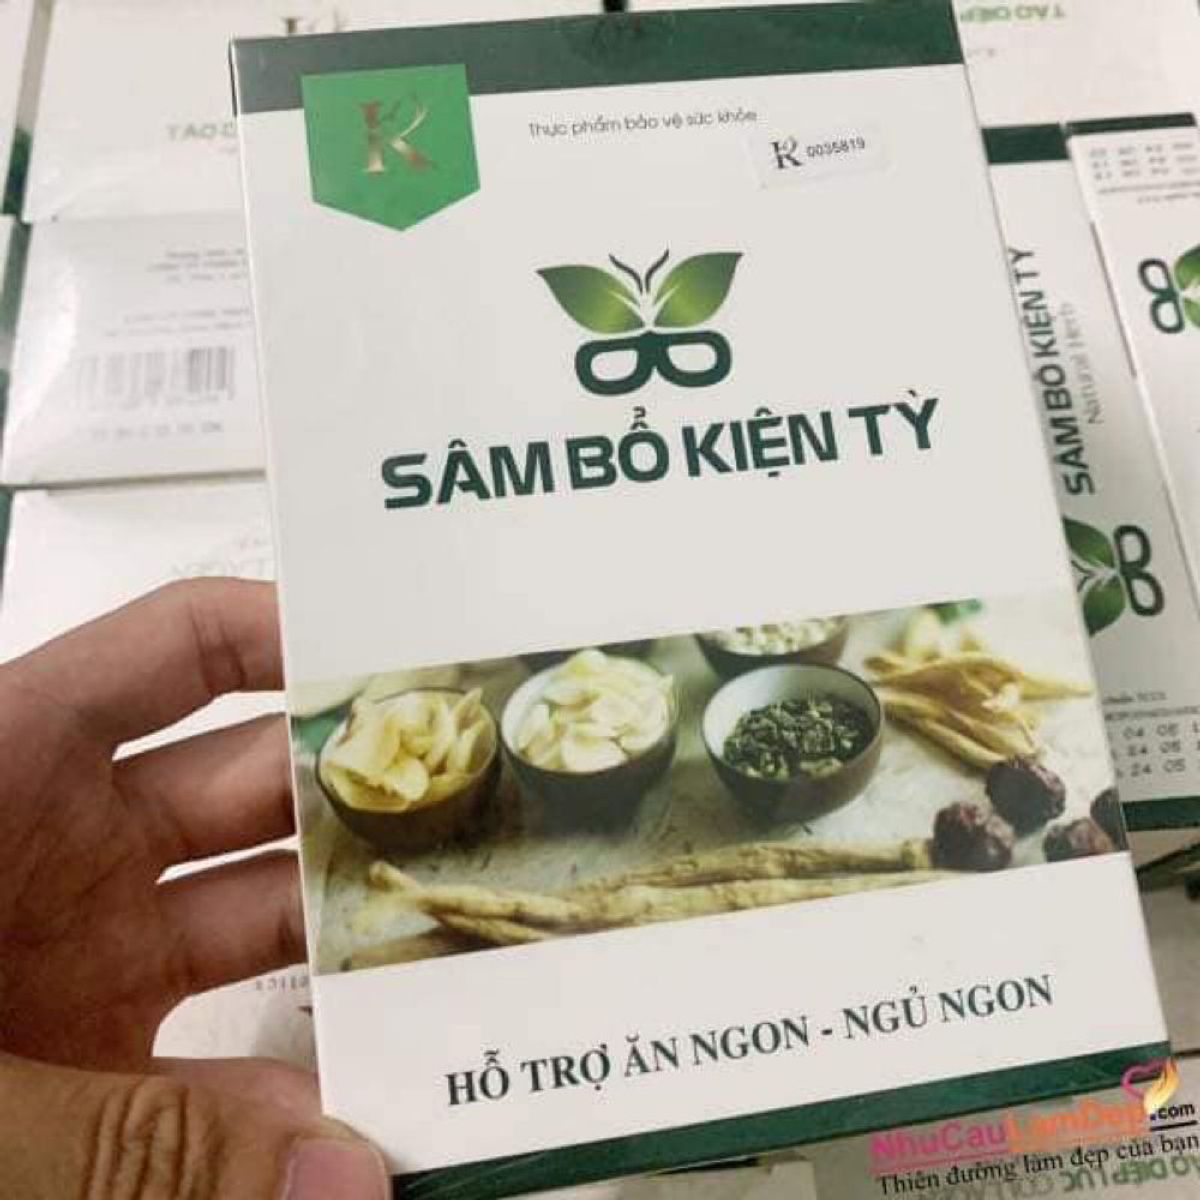 Thực phẩm bảo vệ sức khỏe
K 0035819
SÂM BỔ KIỆN TỲ
HỖ TRỢ ĂN NGON - NGỦ NGON
SÂM BỔ KIỆN TỲ
Natural Herb
NhuCauLamDep.com
Thiên đường làm đẹp của bạn